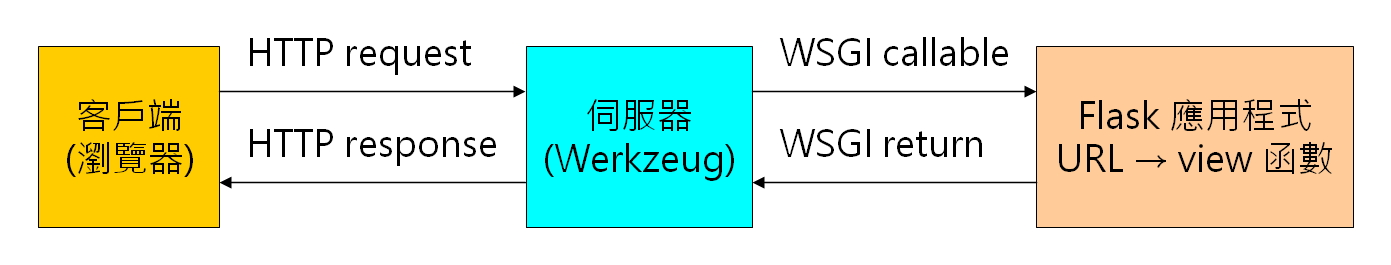 客戶端
(瀏覽器)
HTTP request
HTTP response
伺服器
(Werkzeug)
WSGI callable
WSGI return
Flask 應用程式
URL → view 函數